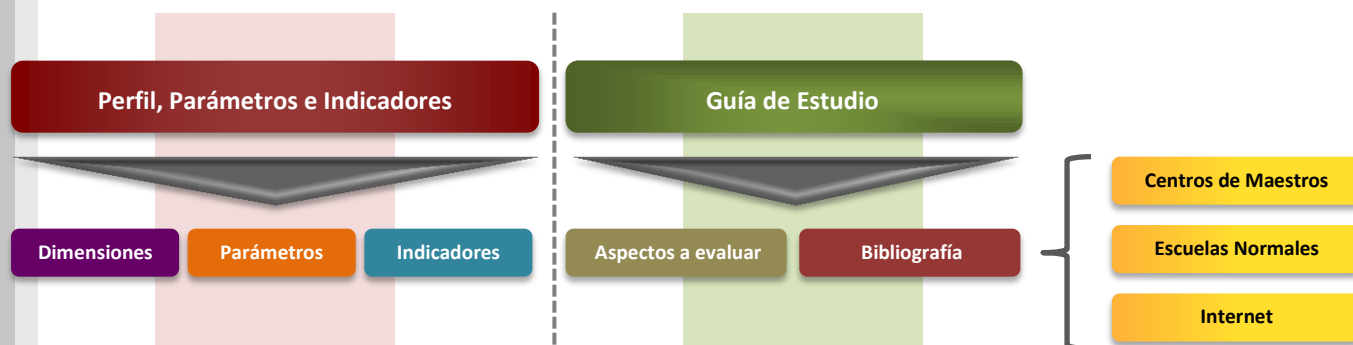 Perfil, Parámetros e Indicadores
Guía de Estudio
Dimensiones
Parámetros
Indicadores
Aspectos a evaluar
Bibliografía
Centros de Maestros
Escuelas Normales
Internet